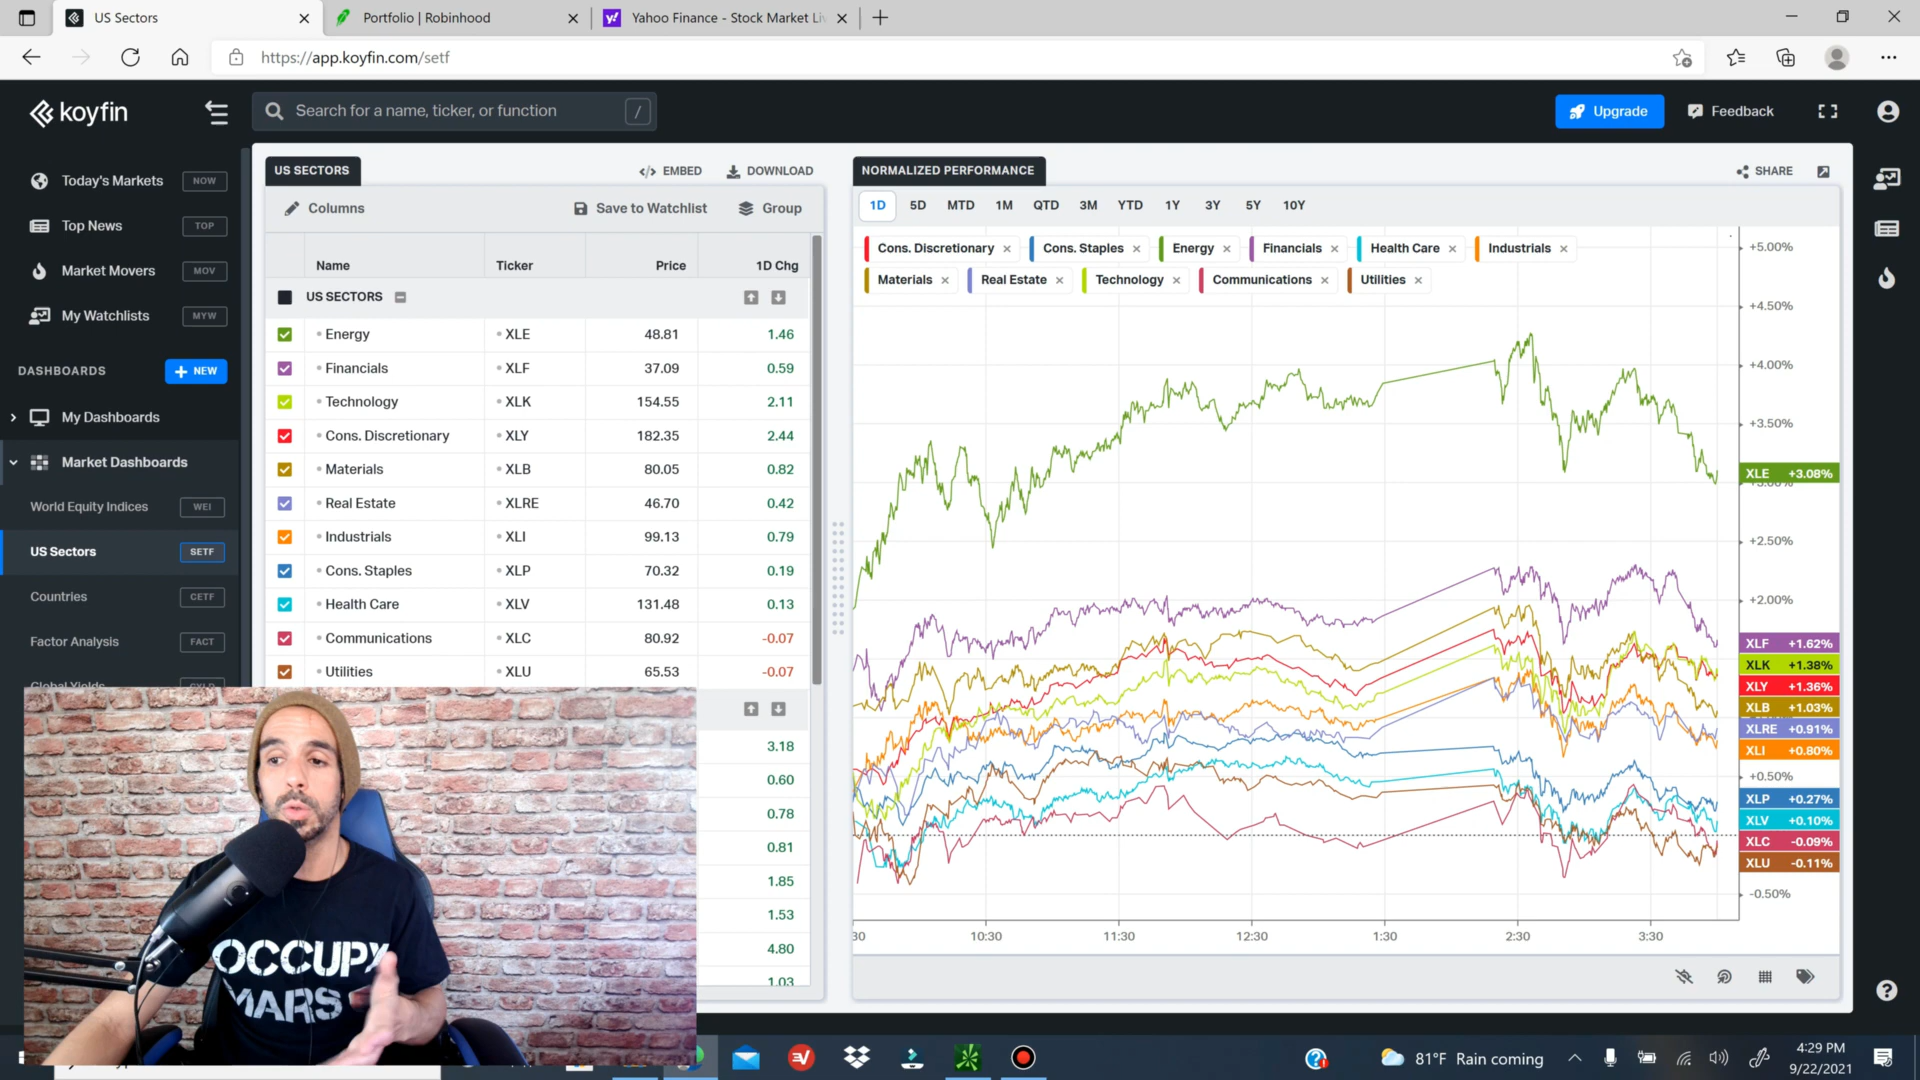 US Sectors
Portfolio | Robinhood
Yahoo Finance - Stock Market Li
https://app.koyfin.com/setf
koyfin
Search for a name, ticker, or function
/
Upgrade
Feedback
Today's Markets NOW
Top News TOP
Market Movers MOV
My Watchlists MYW
DASHBOARDS
+ NEW
My Dashboards
Market Dashboards
World Equity Indices WEI
US Sectors SETF
Countries CETF
Factor Analysis FACT
US SECTORS
</> EMBED
DOWNLOAD
Columns
Save to Watchlist
Group
Name Ticker Price 1D Chg
US SECTORS
Energy XLE 48.81 1.46
Financials XLF 37.09 0.59
Technology XLK 154.55 2.11
Cons. Discretionary XLY 182.35 2.44
Materials XLB 80.05 0.82
Real Estate XLRE 46.70 0.42
Industrials XLI 99.13 0.79
Cons. Staples XLP 70.32 0.19
Health Care XLV 131.48 0.13
Communications XLC 80.92 -0.07
Utilities XLU 65.53 -0.07
3.18
0.60
0.78
0.81
1.85
1.53
4.80
1.03
NORMALIZED PERFORMANCE
SHARE
1D 5D MTD 1M QTD 3M YTD 1Y 3Y 5Y 10Y
Cons. Discretionary Cons. Staples Energy Financials Health Care Industrials
Materials Real Estate Technology Communications Utilities
+5.00%
+4.50%
+4.00%
+3.50%
XLE +3.08%
+2.50%
+2.00%
XLF +1.62%
XLK +1.38%
XLY +1.36%
XLB +1.03%
XLRE +0.91%
XLI +0.80%
+0.50%
XLP +0.27%
XLV +0.10%
XLC -0.09%
XLU -0.11%
-0.50%
30 10:30 11:30 12:30 1:30 2:30 3:30
OCCUPY
MARS
81°F Rain coming
4:29 PM
9/22/2021